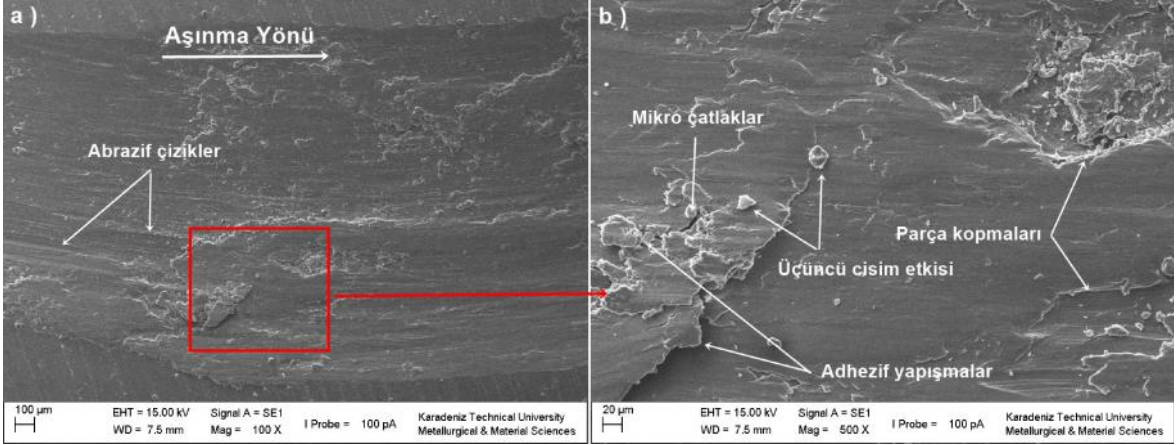 a )
Aşınma Yönü
Abrazif çizikler
100 µm
EHT = 15.00 kV
WD = 7.5 mm
Signal A = SE1
Mag = 100 X
I Probe = 100 pA
Karadeniz Technical University
Metallurgical & Material Sciences
b )
Mikro çatlaklar
Parça kopmaları
Üçüncü cisim etkisi
Adhezif yapışmalar
20 µm
EHT = 15.00 kV
WD = 7.5 mm
Signal A = SE1
Mag = 500 X
I Probe = 100 pA
Karadeniz Technical University
Metallurgical & Material Sciences